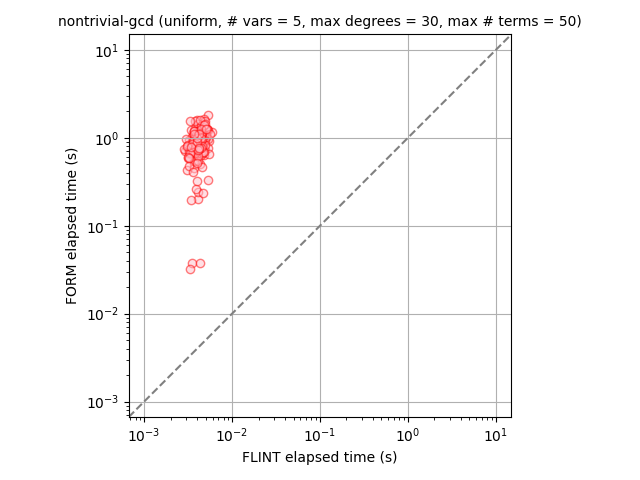 nontrivial-gcd (uniform, # vars = 5, max degrees = 30, max # terms = 50)
10¹
10⁰
10⁻¹
10⁻²
10⁻³
FORM elapsed time (s)
10⁻³ 10⁻² 10⁻¹ 10⁰ 10¹
FLINT elapsed time (s)